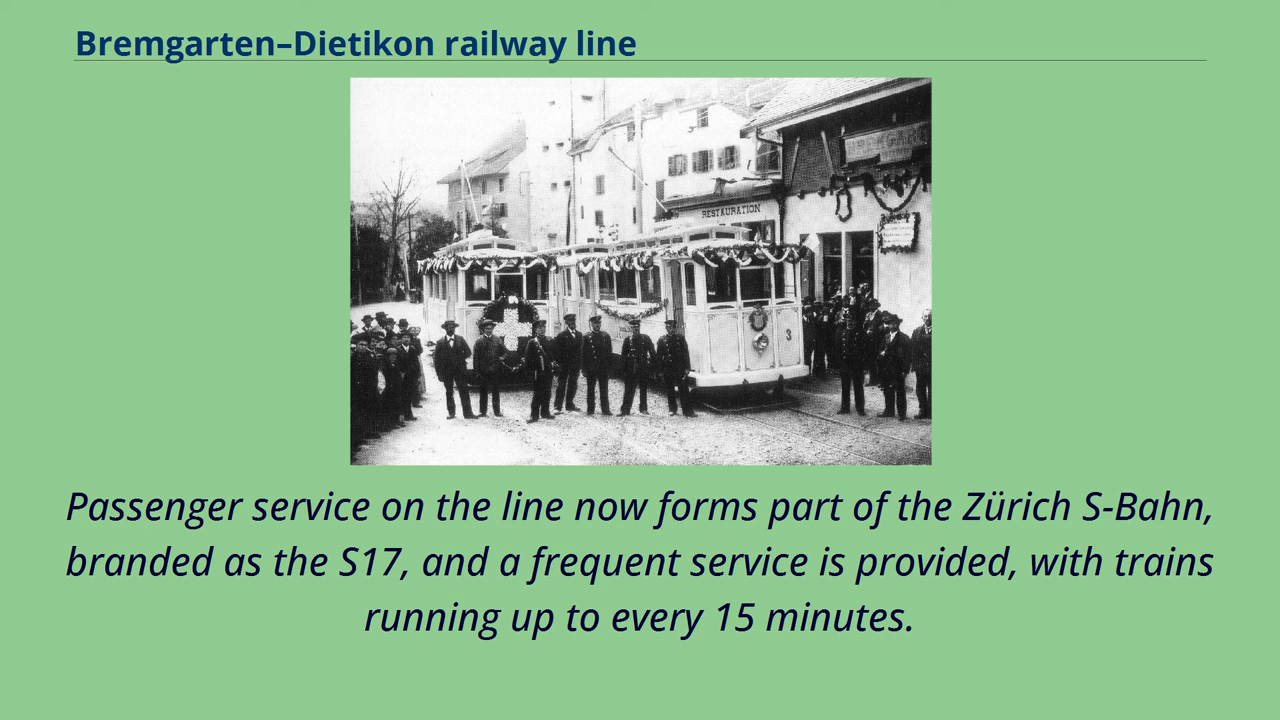 Bremgarten–Dietikon railway line
RESTAURATION
3
Passenger service on the line now forms part of the Zürich S-Bahn,
branded as the S17, and a frequent service is provided, with trains
running up to every 15 minutes.